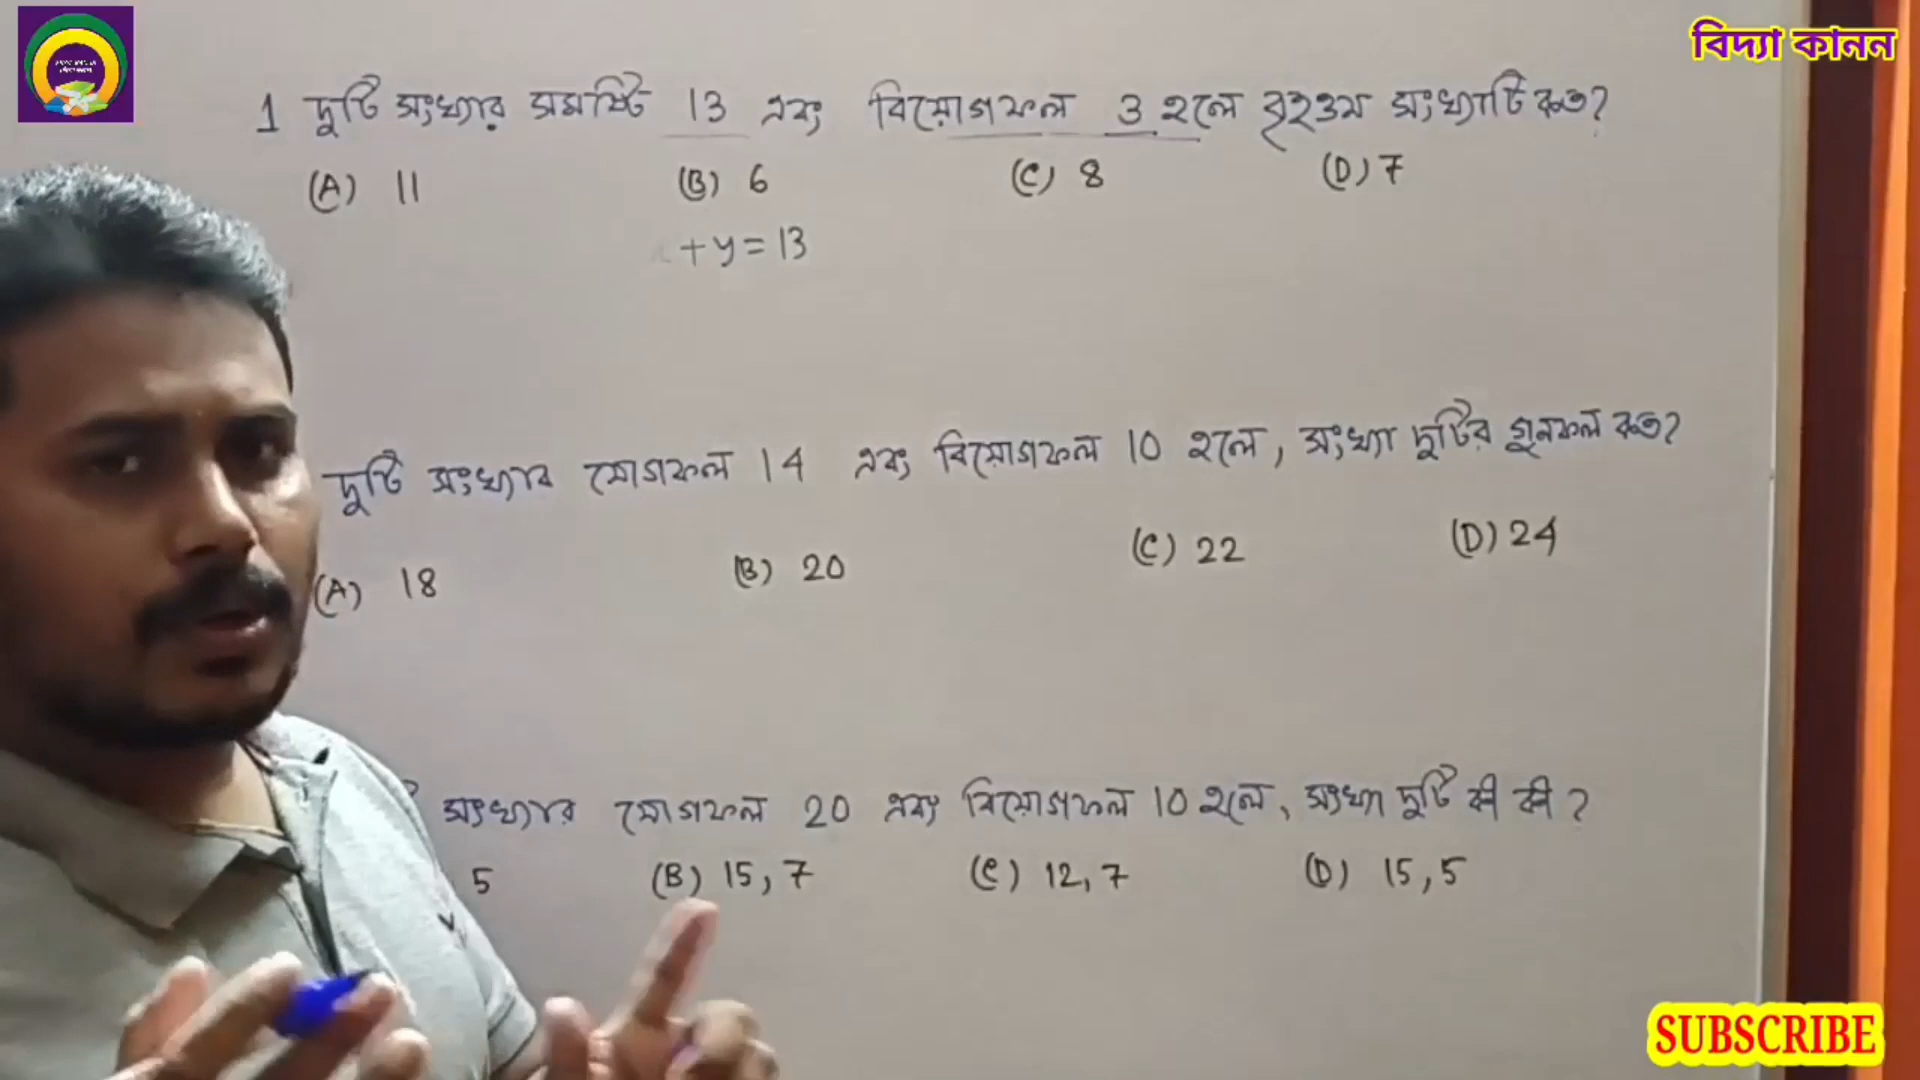 বিদ্যা কানন
1 দুটি সংখ্যার সমষ্টি 13 এবং বিয়োগফল 3 হলে বৃহত্তম সংখ্যাটি কত?
(A) 11 (B) 6 (C) 8 (D) 7
+y=13
দুটি সংখ্যার যোগফল 14 এবং বিয়োগফল 10 হলে, সংখ্যা দুটির গুনফল কত?
(A) 18 (B) 20 (C) 22 (D) 24
সংখ্যার যোগফল 20 এবং বিয়োগফল 10 হলে, সংখ্যা দুটি কী কী ?
5 (B) 15, 7 (C) 12, 7 (D) 15, 5
SUBSCRIBE